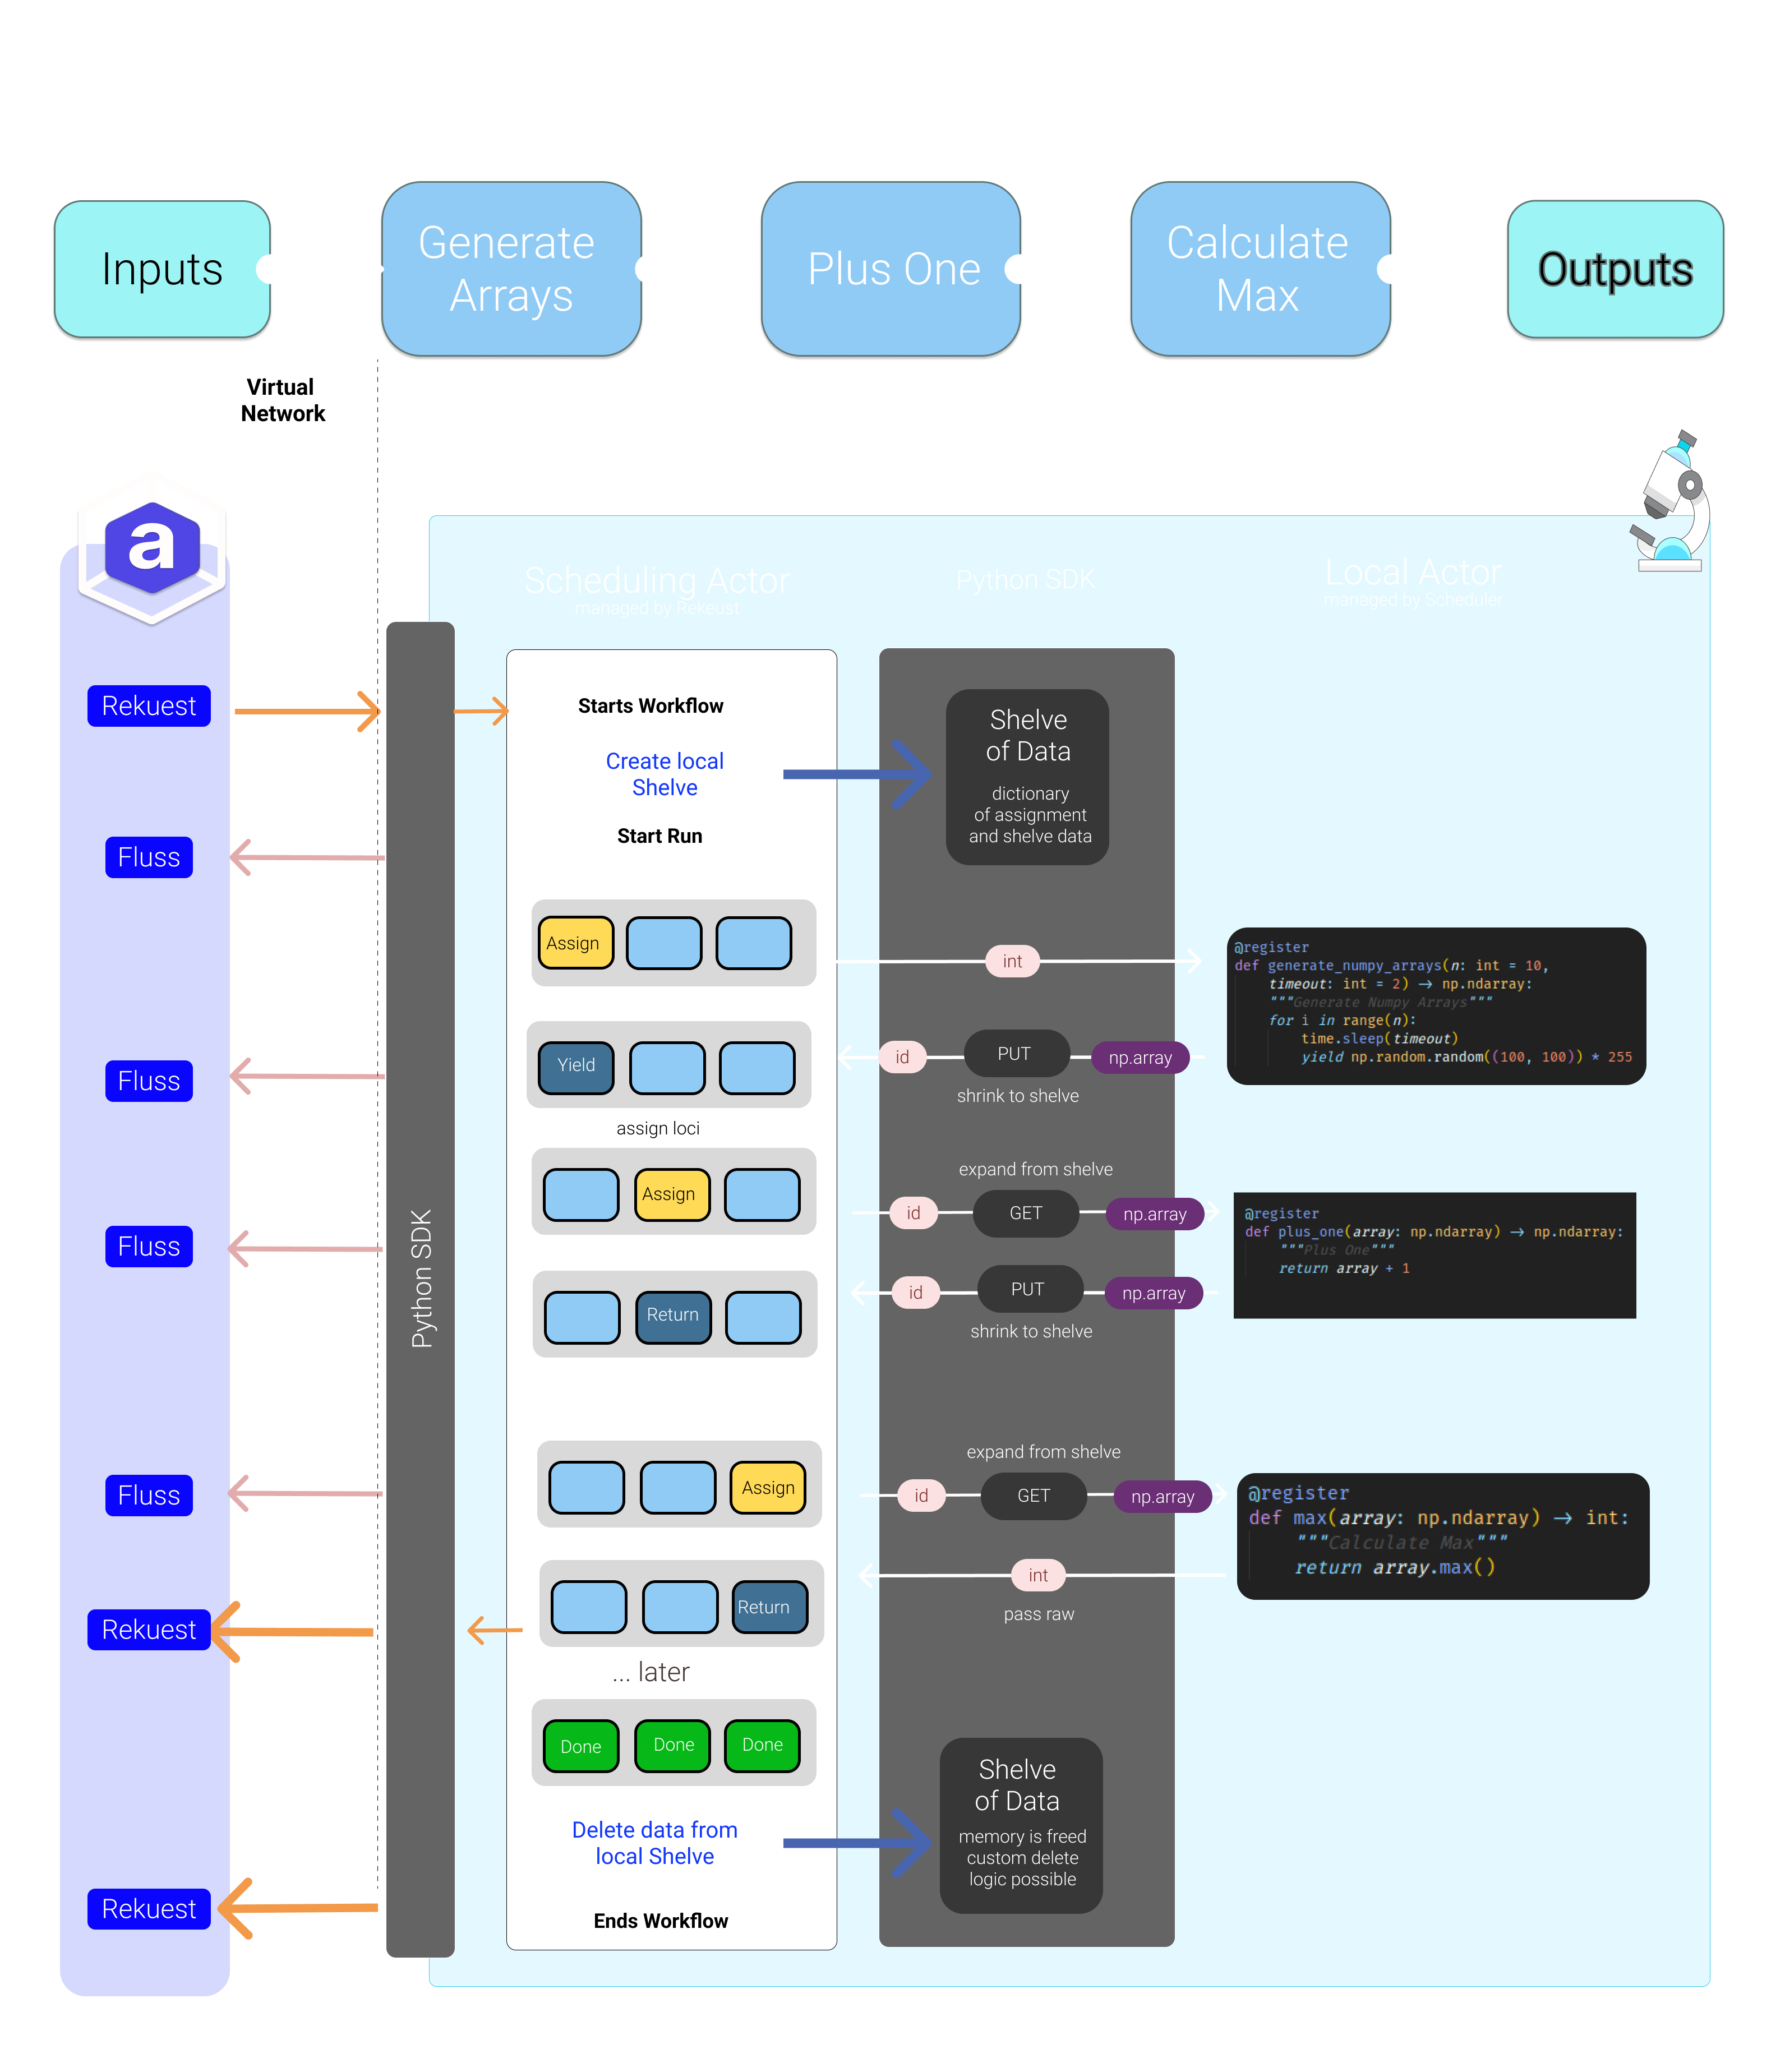 Inputs
Generate
Arrays
Plus One
Calculate
Max
Outputs
Virtual
Network
a
Scheduling Actor
managed by Rekeust
Python SDK
Local Actor
managed by Scheduler
Rekuest
Starts Workflow
Create local
Shelve
Start Run
Shelve
of Data
dictionary
of assignment
and shelve data
Fluss
Assign
int
@register
def generate_numpy_arrays(n: int = 10,
timeout: int = 2) → np.ndarray:
"""Generate Numpy Arrays"""
for i in range(n):
time.sleep(timeout)
yield np.random.random((100, 100)) * 255
Fluss
Yield
id
PUT
np.array
shrink to shelve
assign loci
Fluss
Assign
expand from shelve
id
GET
np.array
@register
def plus_one(array: np.ndarray) → np.ndarray:
"""Plus One"""
return array + 1
Python SDK
Return
id
PUT
np.array
shrink to shelve
Fluss
Assign
expand from shelve
id
GET
np.array
@register
def max(array: np.ndarray) → int:
"""Calculate Max"""
return array.max()
Rekuest
Return
int
pass raw
... later
Done
Done
Done
Delete data from
local Shelve
Shelve
of Data
memory is freed
custom delete
logic possible
Rekuest
Ends Workflow